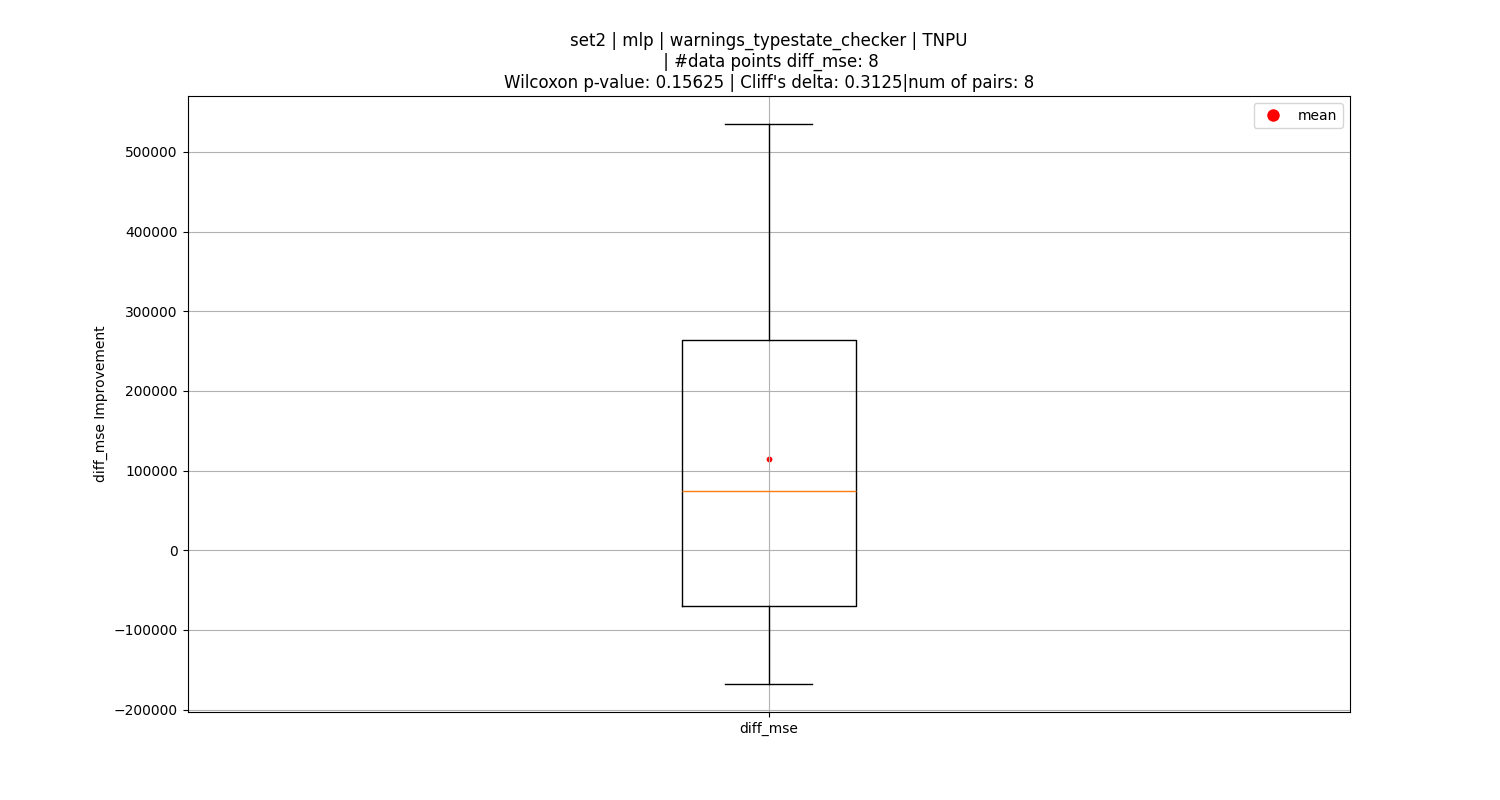 set2 | mlp | warnings_typestate_checker | TNPU
| #data points diff_mse: 8
Wilcoxon p-value: 0.15625 | Cliff's delta: 0.3125|num of pairs: 8
mean
500000
400000
300000
200000
100000
0
−100000
−200000
diff_mse Improvement
diff_mse